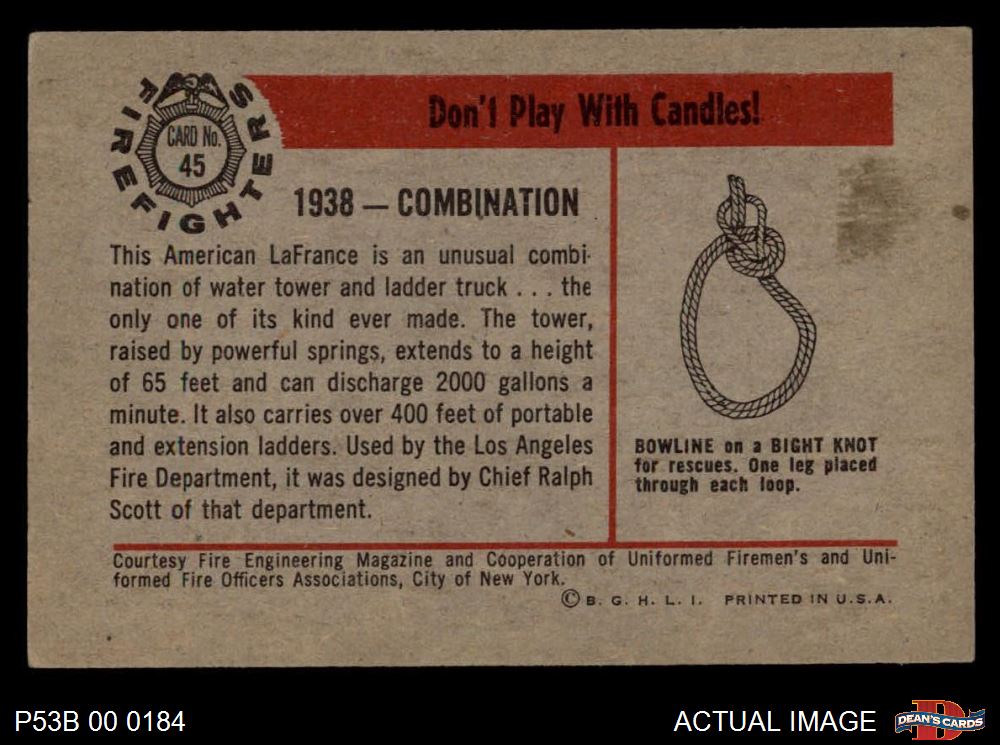 FIREFIGHTERS
CARD No.
45
Don't Play With Candles!
1938 — COMBINATION
This American LaFrance is an unusual combi-
nation of water tower and ladder truck . . . the
only one of its kind ever made. The tower,
raised by powerful springs, extends to a height
of 65 feet and can discharge 2000 gallons a
minute. It also carries over 400 feet of portable
and extension ladders. Used by the Los Angeles
Fire Department, it was designed by Chief Ralph
Scott of that department.
BOWLINE on a BIGHT KNOT
for rescues. One leg placed
through each loop.
Courtesy Fire Engineering Magazine and Cooperation of Uniformed Firemen's and Uni-
formed Fire Officers Associations, City of New York.
© B. G. H. L. I. PRINTED IN U.S.A.
P53B 00 0184
ACTUAL IMAGE
D
DEAN'S CARDS